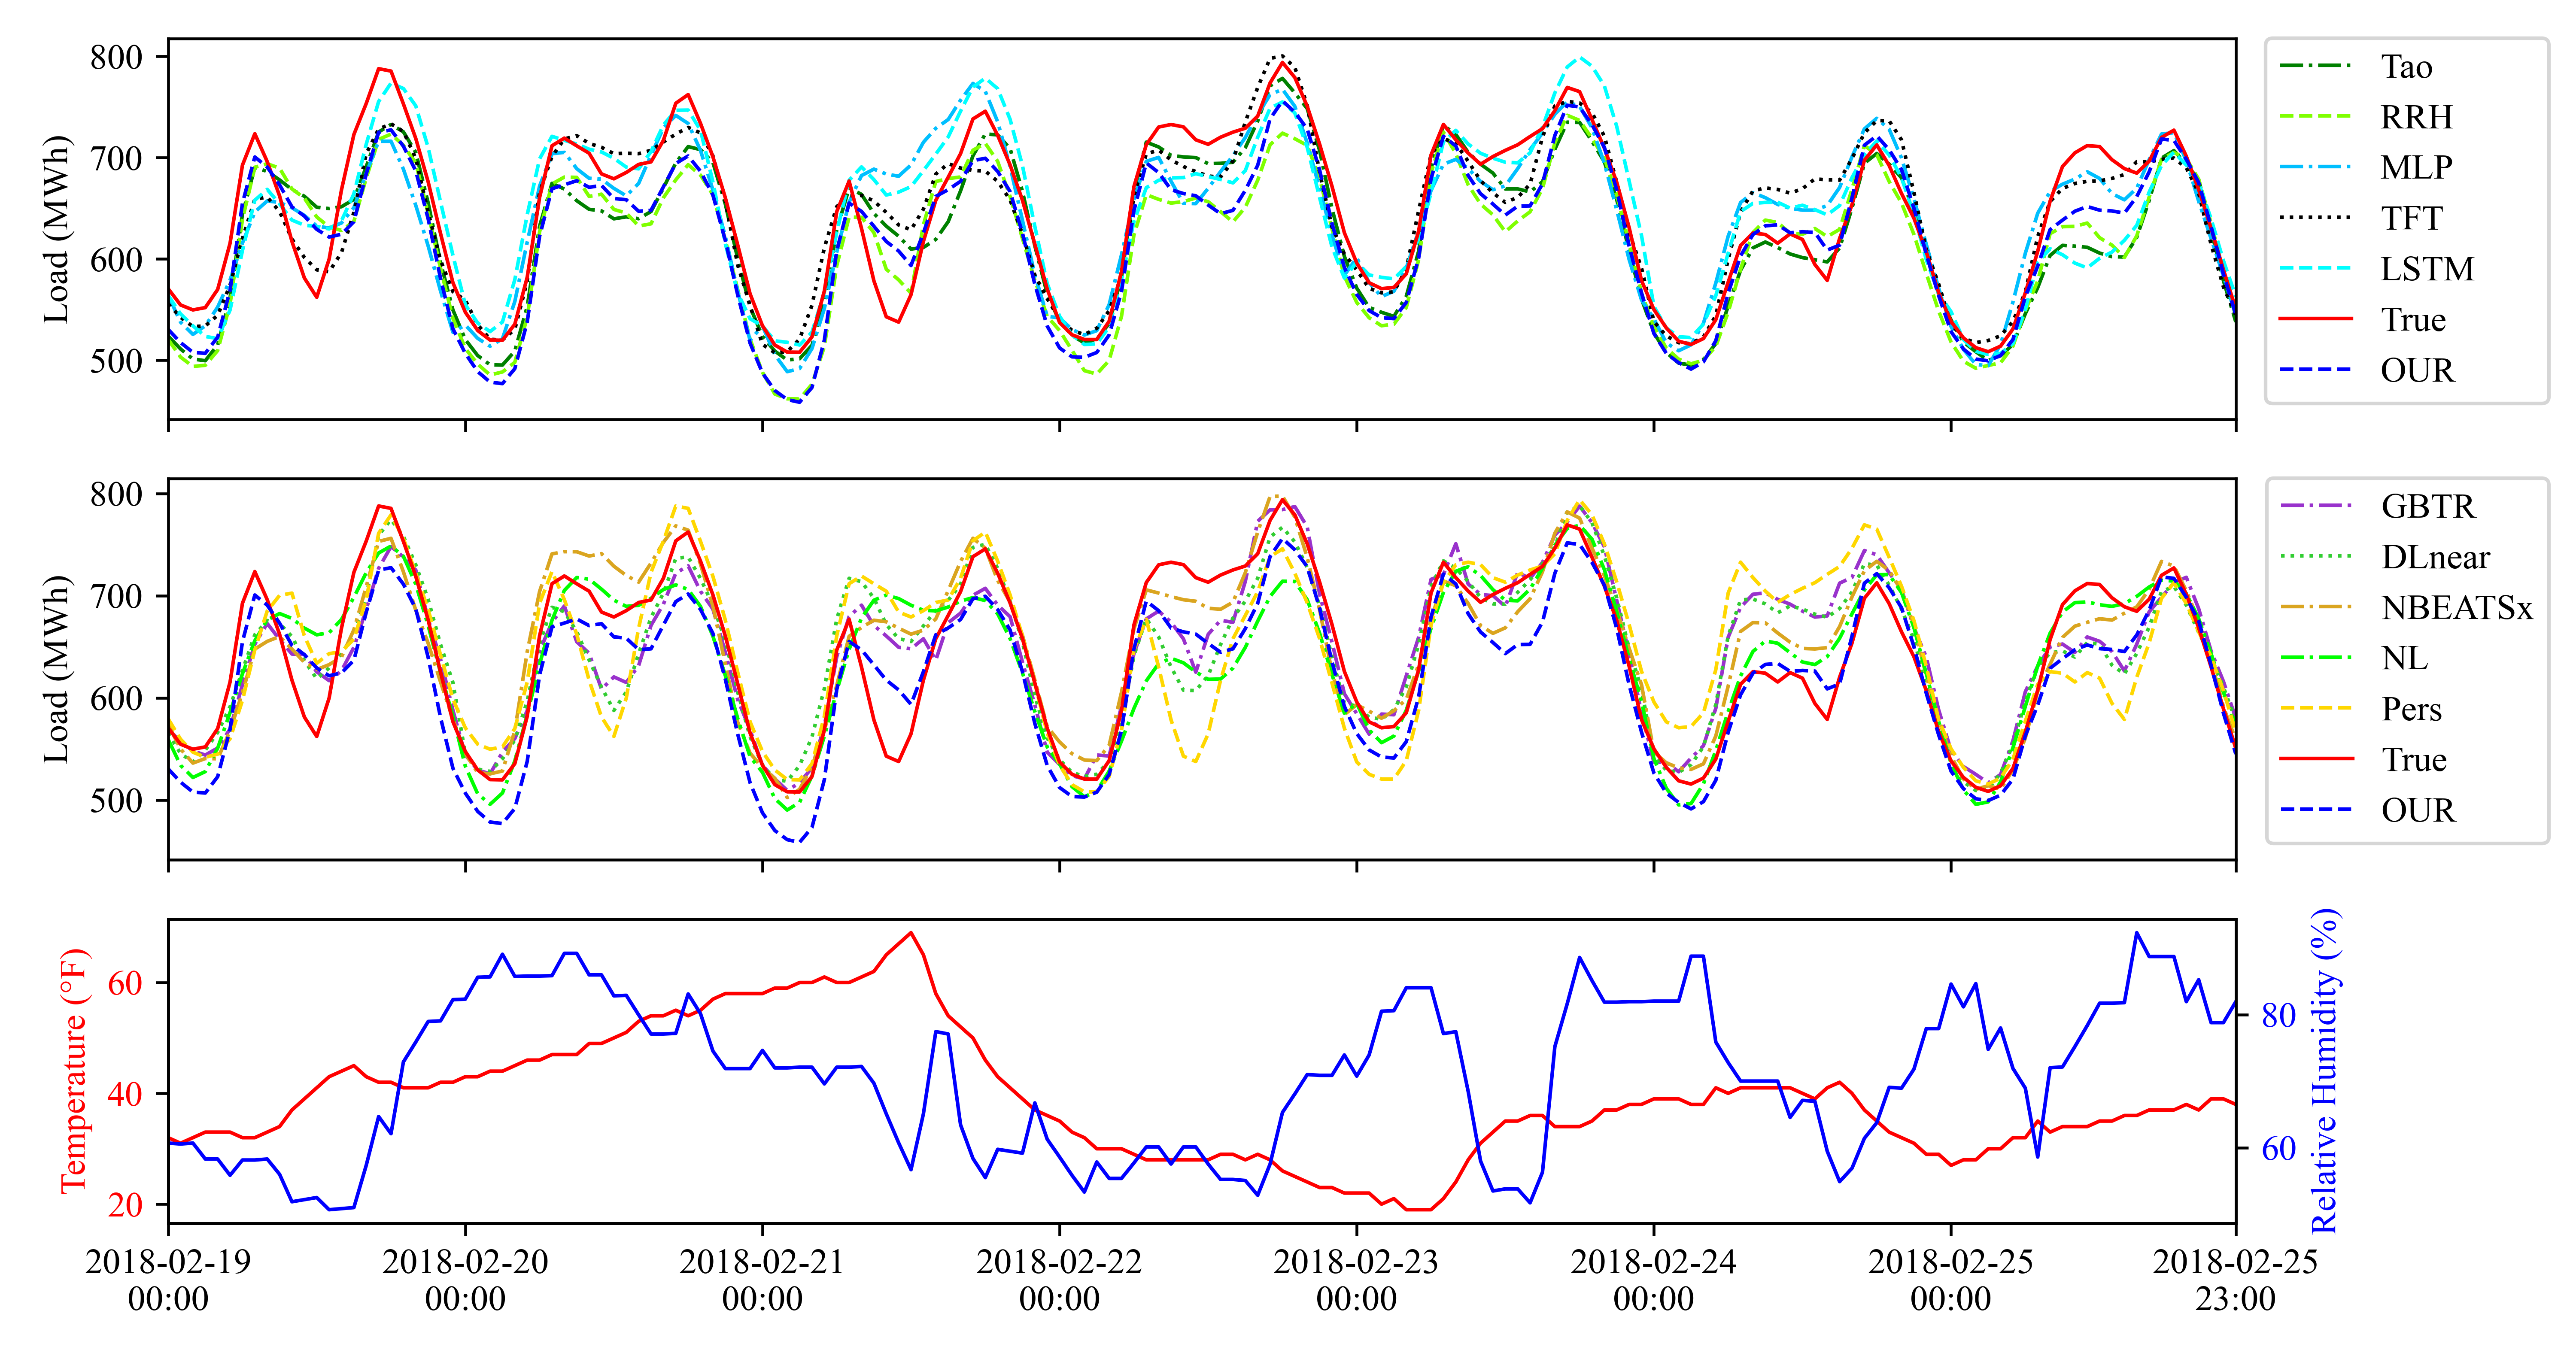 Load (MWh)
800
700
600
500
Tao
RRH
MLP
TFT
LSTM
True
OUR
Load (MWh)
800
700
600
500
GBTR
DLnear
NBEATSx
NL
Pers
True
OUR
Temperature (°F)
60
40
20
80
60
Relative Humidity (%)
2018-02-19 2018-02-20 2018-02-21 2018-02-22 2018-02-23 2018-02-24 2018-02-25 2018-02-25
00:00 00:00 00:00 00:00 00:00 00:00 00:00 23:00